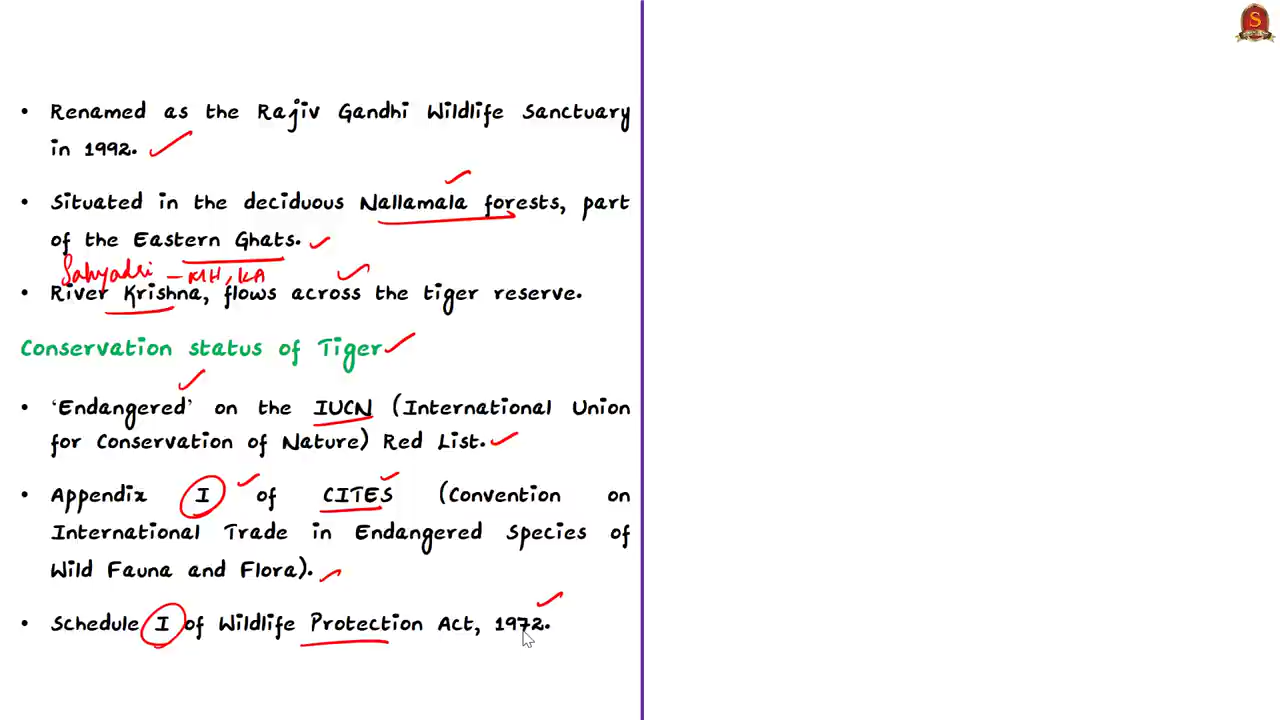 • Renamed as the Rajiv Gandhi Wildlife Sanctuary
in 1992.
• Situated in the deciduous Nallamala forests, part
of the Eastern Ghats.
Sahyadri - MH, KA
• River Krishna, flows across the tiger reserve.
Conservation status of Tiger
• ‘Endangered’ on the IUCN (International Union
for Conservation of Nature) Red List.
• Appendix I of CITES (Convention on
International Trade in Endangered Species of
Wild Fauna and Flora).
• Schedule I of Wildlife Protection Act, 1972.
S